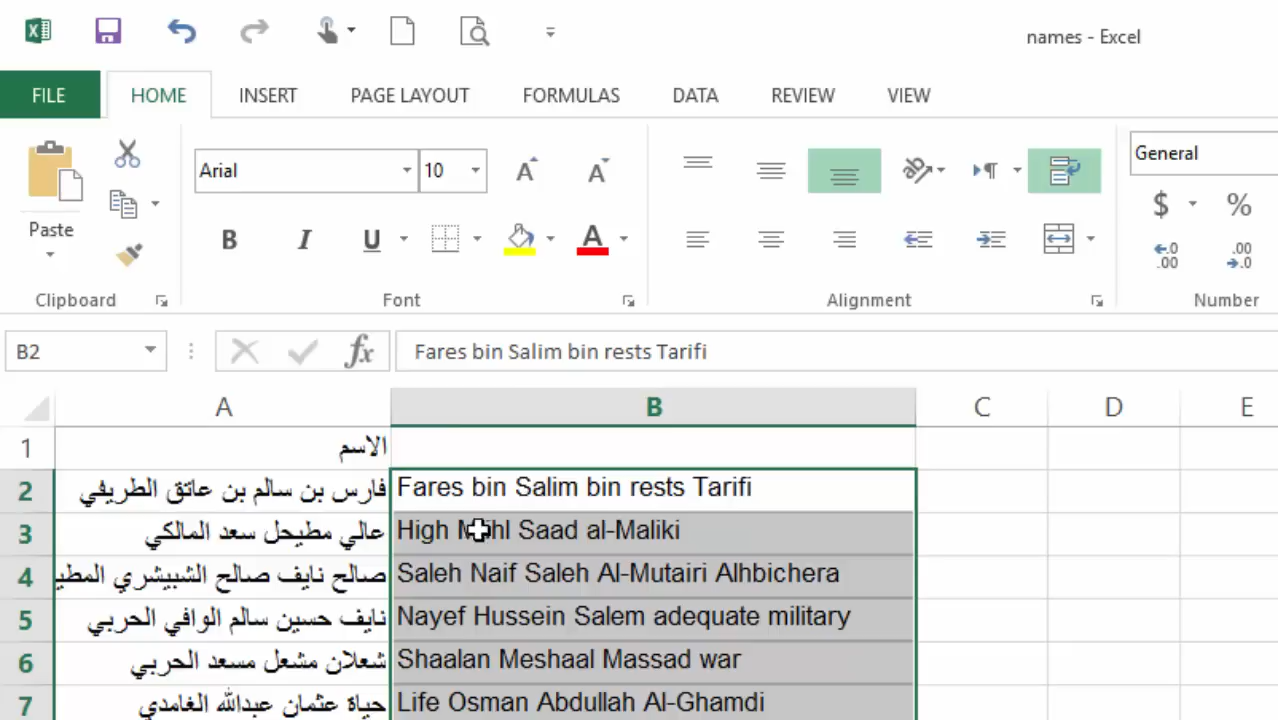 names - Excel
FILE HOME INSERT PAGE LAYOUT FORMULAS DATA REVIEW VIEW
Arial 10 General
Paste B I U A $ %
Clipboard Font Alignment Number
B2 fx Fares bin Salim bin rests Tarifi
A B C D E
1 الاسم
2 فارس بن سالم بن عاتق الطريفي Fares bin Salim bin rests Tarifi
3 عالي مطيحل سعد المالكي High Saad al-Maliki
4 صالح نايف صالح الشبيشري Saleh Naif Saleh Al-Mutairi Alhbichera
5 نايف حسين سالم الوافي الحربي Nayef Hussein Salem adequate military
6 شعلان مشعل مسعد الحربي Shaalan Meshaal Massad war
7 حياة عثمان عبدالله الغامدي Life Osman Abdullah Al-Ghamdi